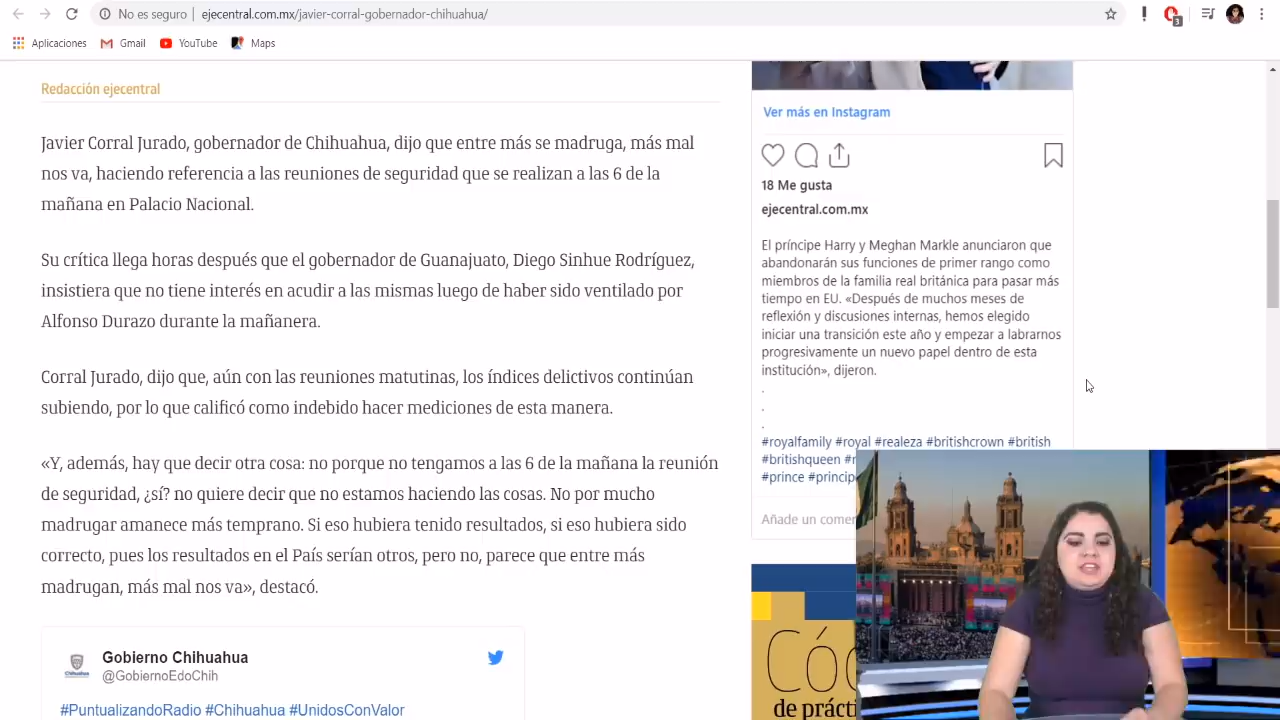 No es seguro
ejecentral.com.mx/javier-corral-gobernador-chihuahua/
3
Aplicaciones
Gmail
YouTube
Maps
Redacción ejecentral
Javier Corral Jurado, gobernador de Chihuahua, dijo que entre más se madruga, más mal
nos va, haciendo referencia a las reuniones de seguridad que se realizan a las 6 de la
mañana en Palacio Nacional.
Su crítica llega horas después que el gobernador de Guanajuato, Diego Sinhue Rodríguez,
insistiera que no tiene interés en acudir a las mismas luego de haber sido ventilado por
Alfonso Durazo durante la mañanera.
Corral Jurado, dijo que, aún con las reuniones matutinas, los índices delictivos continúan
subiendo, por lo que calificó como indebido hacer mediciones de esta manera.
«Y, además, hay que decir otra cosa: no porque no tengamos a las 6 de la mañana la reunión
de seguridad, ¿sí? no quiere decir que no estamos haciendo las cosas. No por mucho
madrugar amanece más temprano. Si eso hubiera tenido resultados, si eso hubiera sido
correcto, pues los resultados en el País serían otros, pero no, parece que entre más
madrugan, más mal nos va», destacó.
Chihuahua
Gobierno Chihuahua
@GobiernoEdoChih
#PuntualizandoRadio #Chihuahua #UnidosConValor
Ver más en Instagram
18 Me gusta
ejecentral.com.mx
El príncipe Harry y Meghan Markle anunciaron que
abandonarán sus funciones de primer rango como
miembros de la familia real británica para pasar más
tiempo en EU. «Después de muchos meses de
reflexión y discusiones internas, hemos elegido
iniciar una transición este año y empezar a labrarnos
progresivamente un nuevo papel dentro de esta
institución», dijeron.
.
.
.
#royalfamily #royal #realeza #britishcrown #british
#britishqueen
#prince #princip
Añade un comer
Cóc
de prácti